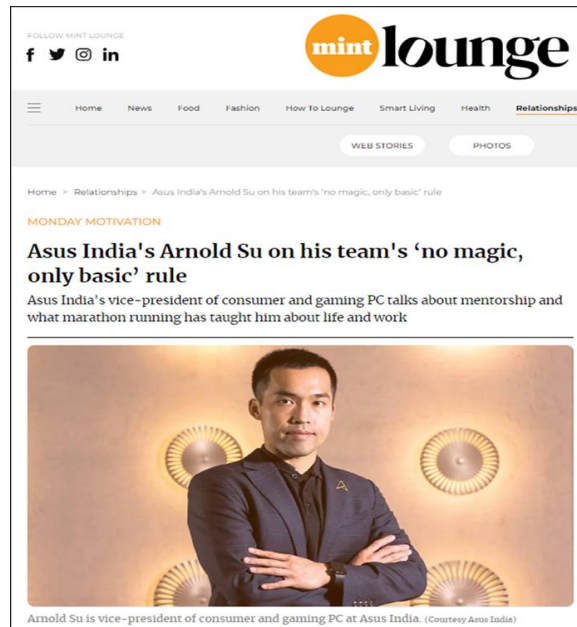 FOLLOW MINT LOUNGE
mint lounge
Home News Food Fashion How To Lounge Smart Living Health Relationships
WEB STORIES PHOTOS
Home > Relationships > Asus India's Arnold Su on his team's 'no magic, only basic' rule
MONDAY MOTIVATION
Asus India's Arnold Su on his team's ‘no magic,
only basic’ rule
Asus India's vice-president of consumer and gaming PC talks about mentorship and
what marathon running has taught him about life and work
Arnold Su is vice-president of consumer and gaming PC at Asus India. (Courtesy Asus India)